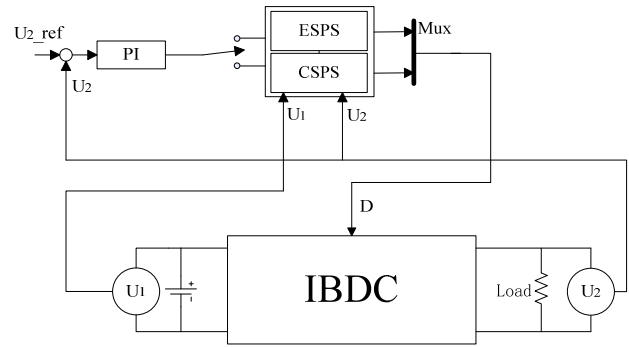 U2_ref
PI
ESPS
CSPS
Mux
U2
U1
U2
D
U1
+
IBDC
Load
U2